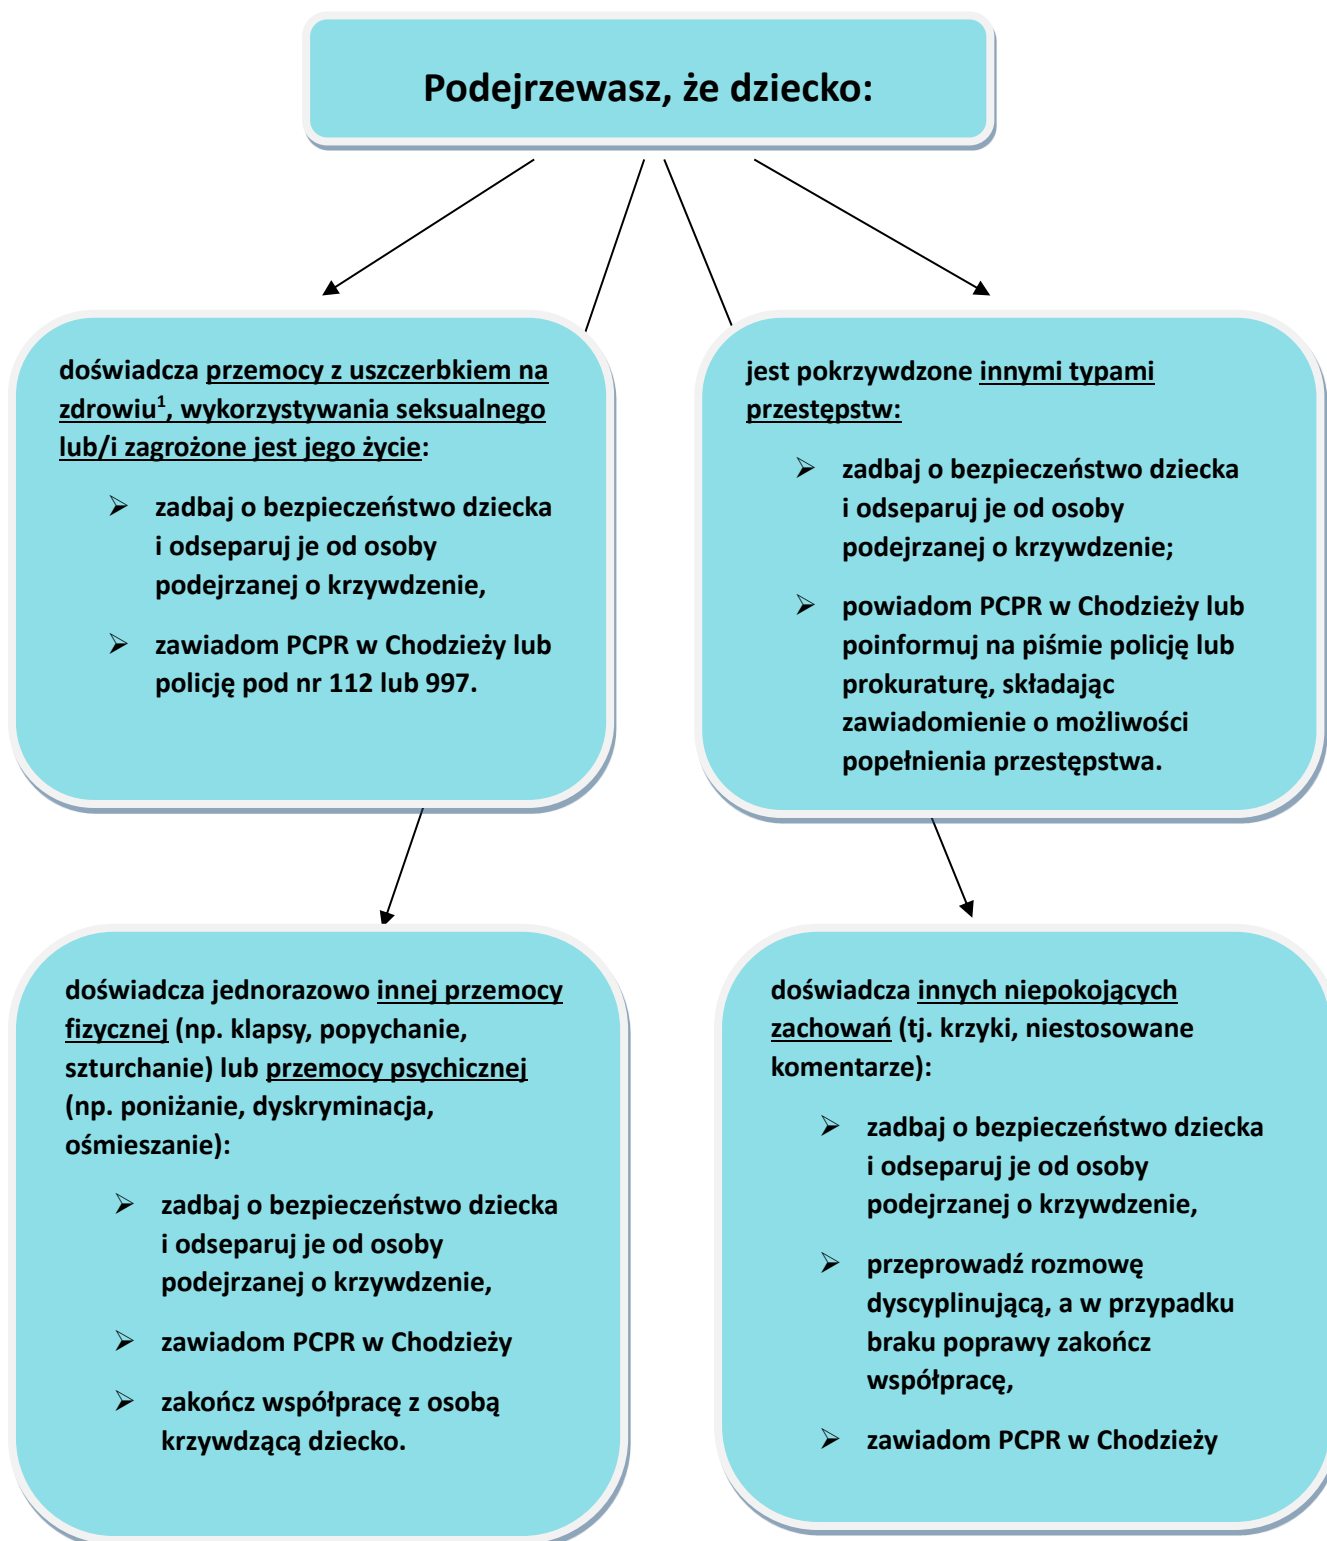 Podejrzewasz, że dziecko:
doświadcza przemocy z uszczerbkiem na
zdrowiu¹, wykorzystywania seksualnego
lub/i zagrożone jest jego życie:
➢ zadbaj o bezpieczeństwo dziecka
i odseparuj je od osoby
podejrzanej o krzywdzenie,
➢ zawiadom PCPR w Chodzieży lub
policję pod nr 112 lub 997.
jest pokrzywdzone innymi typami
przestępstw:
➢ zadbaj o bezpieczeństwo dziecka
i odseparuj je od osoby
podejrzanej o krzywdzenie;
➢ powiadom PCPR w Chodzieży lub
poinformuj na piśmie policję lub
prokuraturę, składając
zawiadomienie o możliwości
popełnienia przestępstwa.
doświadcza jednorazowo innej przemocy
fizycznej (np. klapsy, popychanie,
szturchanie) lub przemocy psychicznej
(np. poniżanie, dyskryminacja,
ośmieszanie):
➢ zadbaj o bezpieczeństwo dziecka
i odseparuj je od osoby
podejrzanej o krzywdzenie,
➢ zawiadom PCPR w Chodzieży
➢ zakończ współpracę z osobą
krzywdzącą dziecko.
doświadcza innych niepokojących
zachowań (tj. krzyki, niestosowane
komentarze):
➢ zadbaj o bezpieczeństwo dziecka
i odseparuj je od osoby
podejrzanej o krzywdzenie,
➢ przeprowadź rozmowę
dyscyplinującą, a w przypadku
braku poprawy zakończ
współpracę,
➢ zawiadom PCPR w Chodzieży